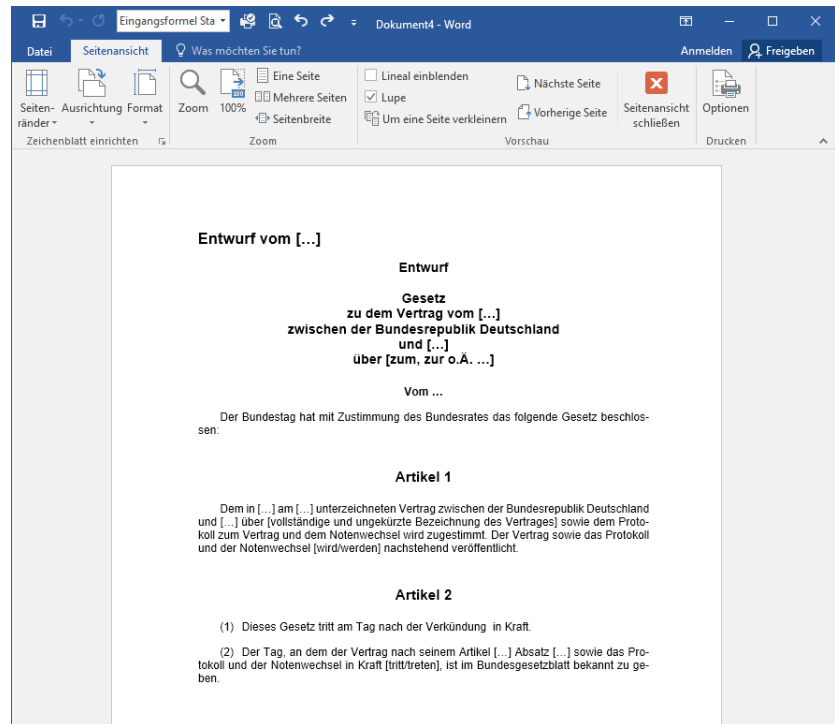 Eingangsformel Sta
Dokument4 - Word
Datei Seitenansicht Was möchten Sie tun? Anmelden Freigeben
Seiten-
ränder
Ausrichtung
Format
Zoom
100
100%
Eine Seite
Mehrere Seiten
Seitenbreite
Lineal einblenden
Lupe
Um eine Seite verkleinern
Nächste Seite
Vorherige Seite
Seitenansicht
schließen
Optionen
Zeichenblatt einrichten Zoom Vorschau Drucken
Entwurf vom […]
Entwurf
Gesetz
zu dem Vertrag vom […]
zwischen der Bundesrepublik Deutschland
und […]
über [zum, zur o.Ä. …]
Vom …
Der Bundestag hat mit Zustimmung des Bundesrates das folgende Gesetz beschlos-
sen:
Artikel 1
Dem in […] am […] unterzeichneten Vertrag zwischen der Bundesrepublik Deutschland
und […] über [vollständige und ungekürzte Bezeichnung des Vertrages] sowie dem Proto-
koll zum Vertrag und dem Notenwechsel wird zugestimmt. Der Vertrag sowie das Protokoll
und der Notenwechsel [wird/werden] nachstehend veröffentlicht.
Artikel 2
(1) Dieses Gesetz tritt am Tag nach der Verkündung in Kraft.
(2) Der Tag, an dem der Vertrag nach seinem Artikel […] Absatz […] sowie das Pro-
tokoll und der Notenwechsel in Kraft [tritt/treten], ist im Bundesgesetzblatt bekannt zu ge-
ben.